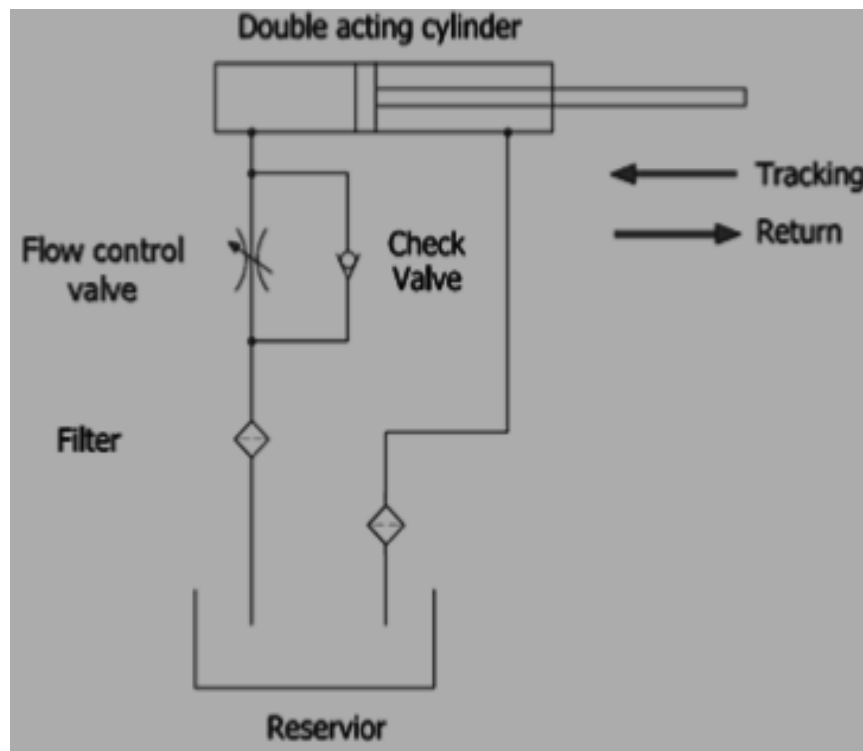 Double acting cylinder
Tracking
Return
Flow control
valve
Check
Valve
Filter
Reservior